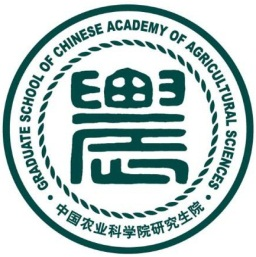 · GRADUATE SCHOOL OF CHINESE ACADEMY OF AGRICULTURAL SCIENCES ·
農
中国农业科学院研究生院